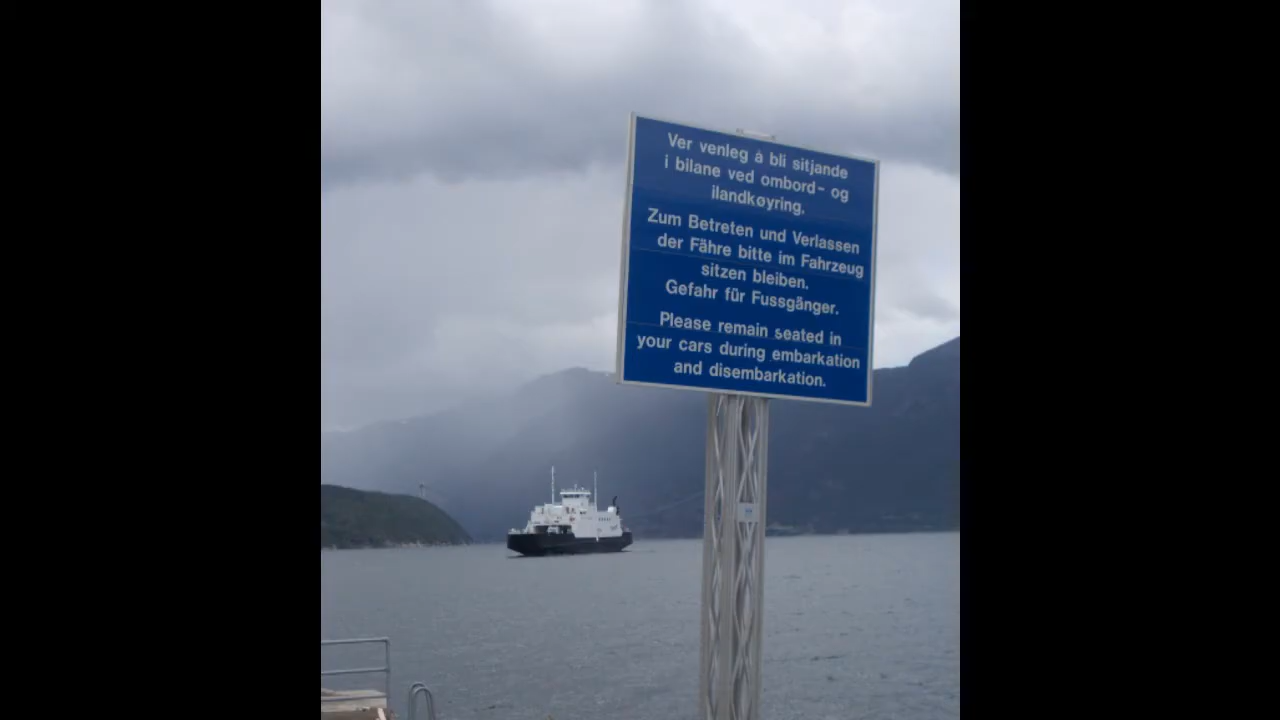 Ver venleg å bli sitjande
i bilane ved ombord- og
ilandkøyring.
Zum Betreten und Verlassen
der Fähre bitte im Fahrzeug
sitzen bleiben.
Gefahr für Fussgänger.
Please remain seated in
your cars during embarkation
and disembarkation.